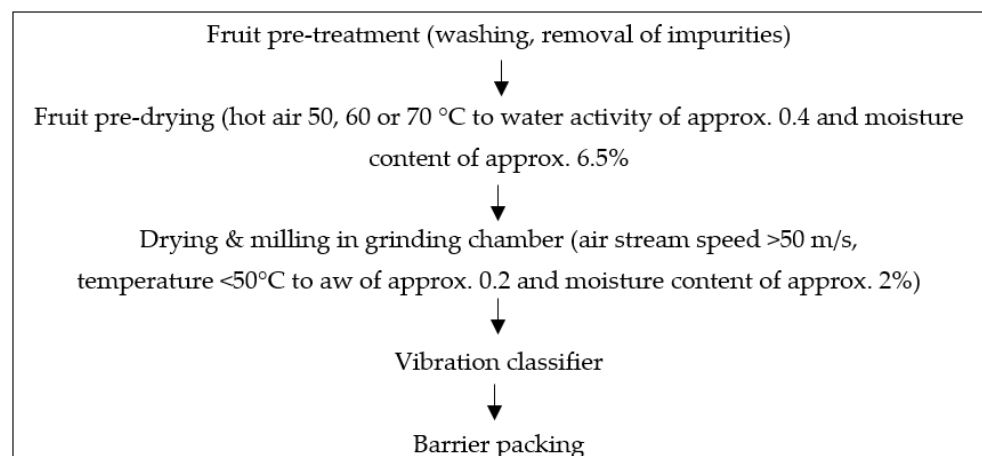 Fruit pre-treatment (washing, removal of impurities)
Fruit pre-drying (hot air 50, 60 or 70 °C to water activity of approx. 0.4 and moisture
content of approx. 6.5%
Drying & milling in grinding chamber (air stream speed >50 m/s,
temperature <50°C to aw of approx. 0.2 and moisture content of approx. 2%)
Vibration classifier
Barrier packing